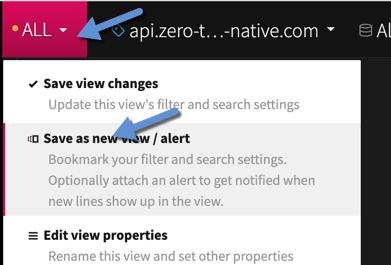 ALL
api.zero-t...-native.com
Al
Save view changes
Update this view's filter and search settings
Save as new view / alert
Bookmark your filter and search settings.
Optionally attach an alert to get notified when
new lines show up in the view.
Edit view properties
Rename this view and set other properties